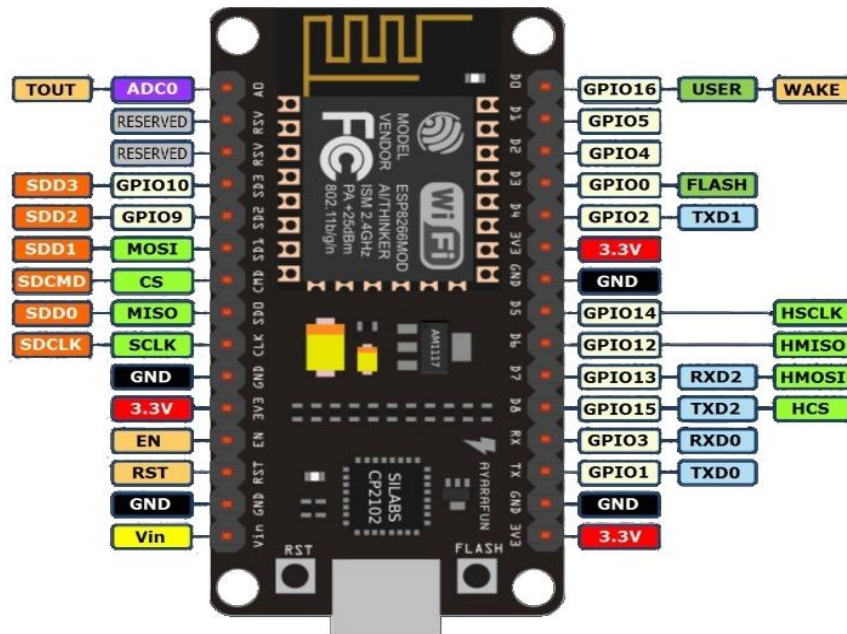 TOUT ADC0 A0 D0 GPIO16 USER WAKE
RESERVED RSV D1 GPIO5
RESERVED RSV D2 GPIO4
SDD3 GPIO10 SD3 D3 GPIO0 FLASH
SDD2 GPIO9 SD2 D4 GPIO2 TXD1
SDD1 MOSI SD1 3V3 3.3V
SDCMD CS CMD GND GND
SDD0 MISO SD0 D5 GPIO14 HSCLK
SDCLK SCLK CLK D6 GPIO12 HMISO
GND GND D7 GPIO13 RXD2 HMOSI
3.3V 3V3 D8 GPIO15 TXD2 HCS
EN EN RX GPIO3 RXD0
RST RST TX GPIO1 TXD0
GND GND GND GND
Vin Vin 3V3 3.3V
MODEL ESP8266MOD
VENDOR AI/THINKER
ISM 2.4GHz
PA +25dBm
802.11b/g/n
FC
Wi Fi
AM1117
SILABS
CP2102
AYARAFUN
RST
FLASH